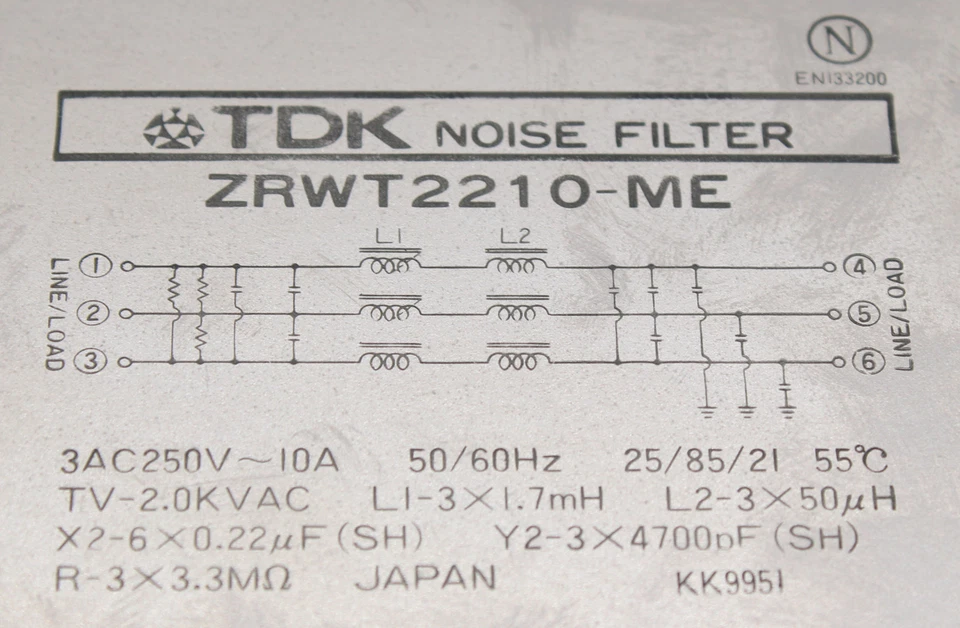 N
EN133200
TDK NOISE FILTER
ZRWT2210-ME
L1 L2
LINE/LOAD
1
2
3
4
5
6
LINE/LOAD
3AC250V~10A 50/60Hz 25/85/21 55℃
TV-2.0KVAC L1-3×1.7mH L2-3×50μH
X2-6×0.22μF(SH) Y2-3×4700pF(SH)
R-3×3.3MΩ JAPAN KK9951